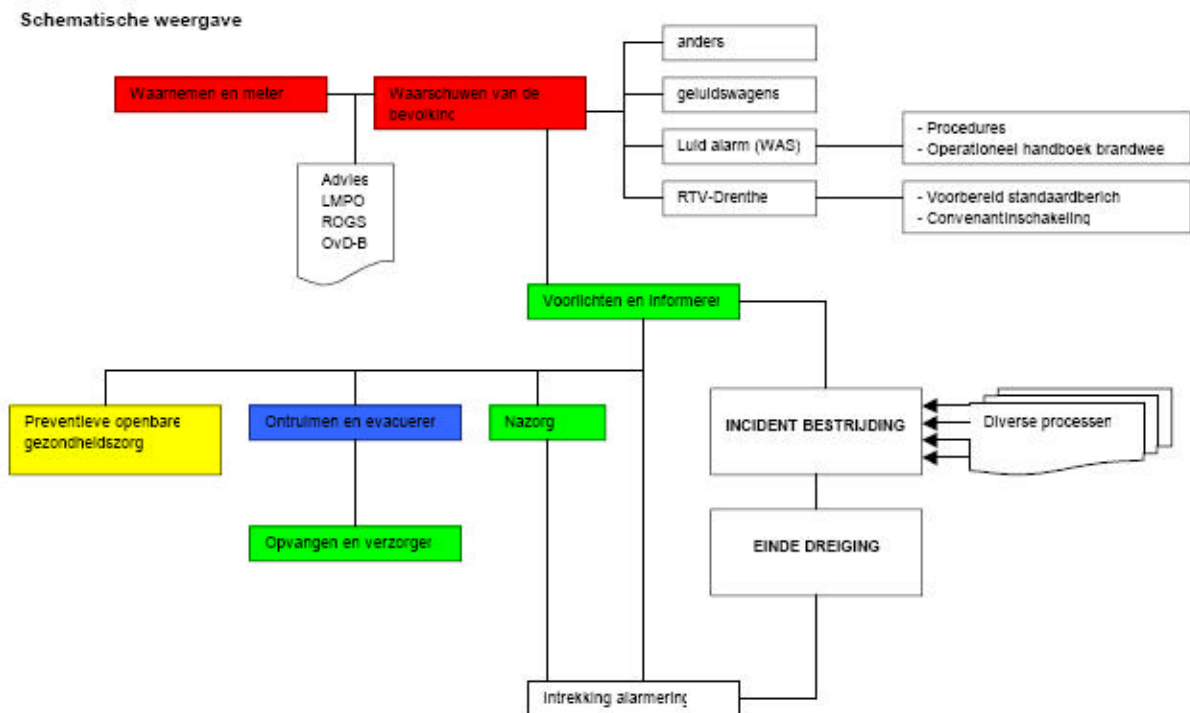 Schematische weergave
anders
Waarnemen en meter
Waarschuwen van de
bevolking
geluidswagens
Luid alarm (WAS)
- Procedures
- Operationeel handboek brandwee
Advies
LMPO
ROGS
OvD-B
RTV-Drenthe
- Voorbereid standaardberich
- Convenantinschakeling
Voorlichten en informerer
Preventieve openbare
gezondheidszorg
Ontruimen en evacuerer
Nazorg
INCIDENT BESTRIJDING
Diverse processen
Opvangen en verzorger
EINDE DREIGING
Intrekking alarmering